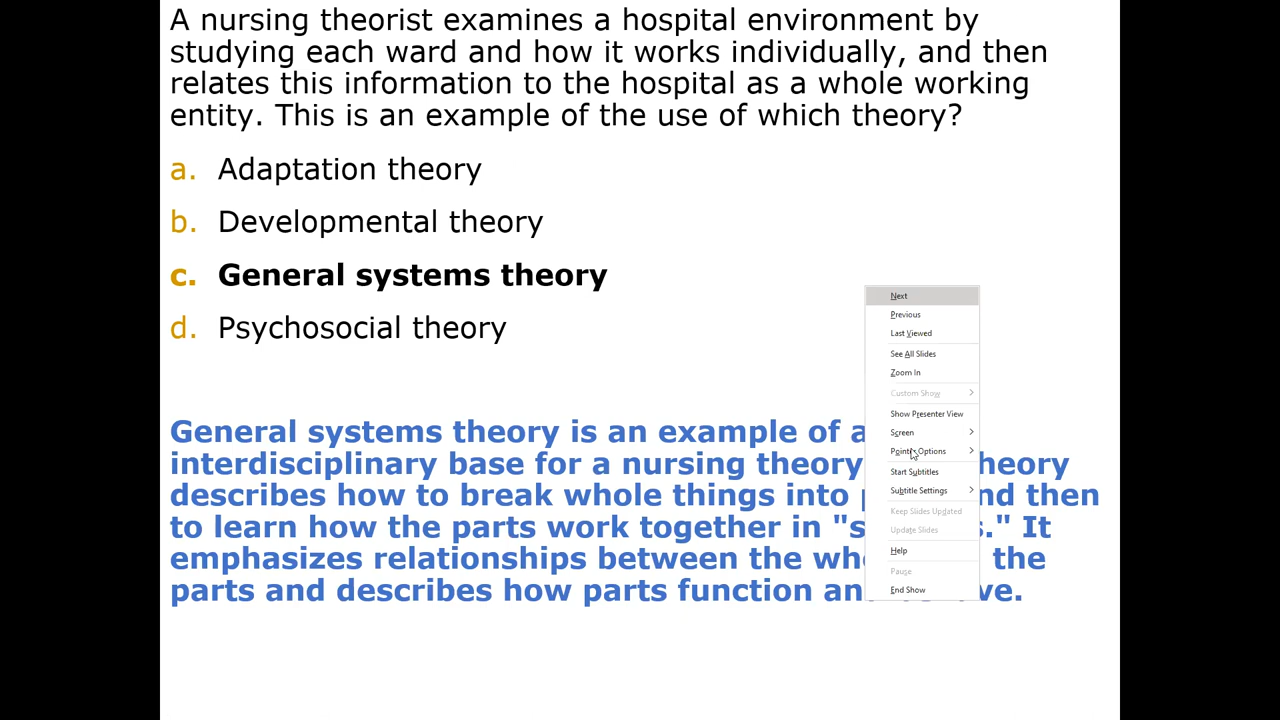 A nursing theorist examines a hospital environment by
studying each ward and how it works individually, and then
relates this information to the hospital as a whole working
entity. This is an example of the use of which theory?
a. Adaptation theory
b. Developmental theory
c. General systems theory
d. Psychosocial theory
General systems theory is an example of a
interdisciplinary base for a nursing theory heory
describes how to break whole things into nd then
to learn how the parts work together in "s ." It
emphasizes relationships between the the
parts and describes how parts function ve.
Next
Previous
Last Viewed
See All Slides
Zoom In
Custom Show
Show Presenter View
Screen
Options
Start Subtitles
Subtitle Settings
Keep Slides Updated
Update Slides
Help
Pause
End Show